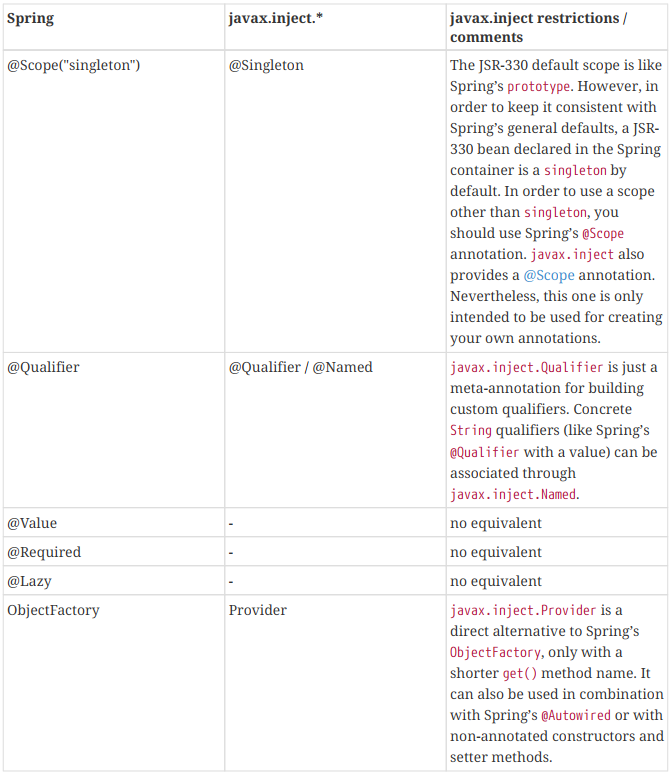 Spring javax.inject.* javax.inject restrictions /
comments
@Scope("singleton") @Singleton The JSR-330 default scope is like
Spring’s prototype. However, in
order to keep it consistent with
Spring’s general defaults, a JSR-
330 bean declared in the Spring
container is a singleton by
default. In order to use a scope
other than singleton, you
should use Spring’s @Scope
annotation. javax.inject also
provides a @Scope annotation.
Nevertheless, this one is only
intended to be used for creating
your own annotations.
@Qualifier @Qualifier / @Named javax.inject.Qualifier is just a
meta-annotation for building
custom qualifiers. Concrete
String qualifiers (like Spring’s
@Qualifier with a value) can be
associated through
javax.inject.Named.
@Value - no equivalent
@Required - no equivalent
@Lazy - no equivalent
ObjectFactory Provider javax.inject.Provider is a
direct alternative to Spring’s
ObjectFactory, only with a
shorter get() method name. It
can also be used in combination
with Spring’s @Autowired or with
non-annotated constructors and
setter methods.